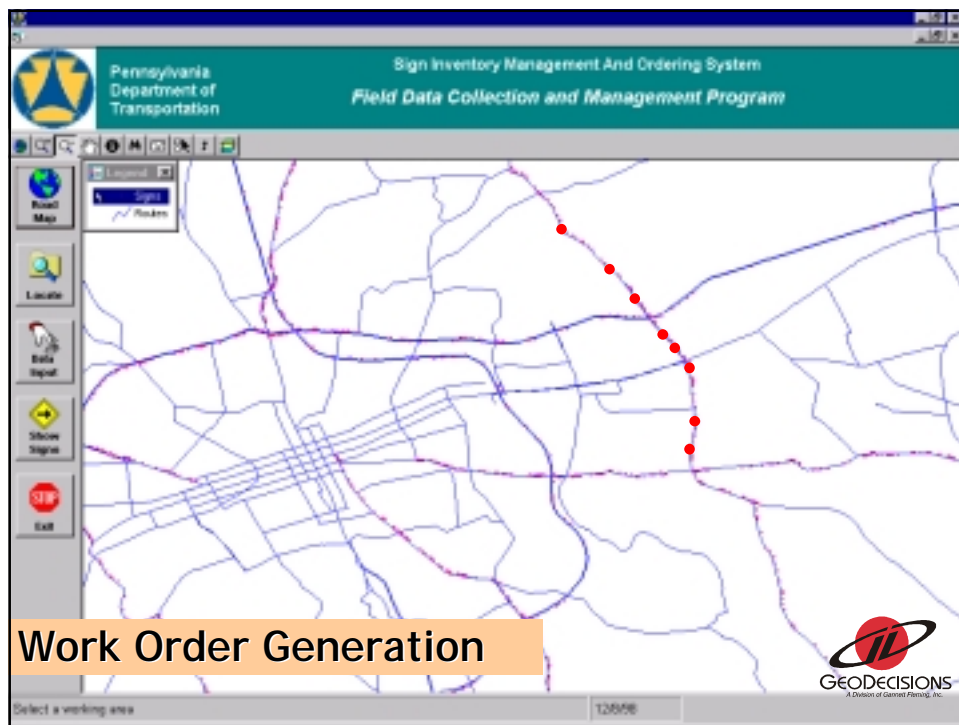 Pennsylvania
Department of
Transportation
Sign Inventory Management And Ordering System
Field Data Collection and Management Program
Legend
Signs
Routes
Road
Map
Locate
Data
Input
Show
Signs
STOP
Exit
Work Order Generation
GEODECISIONS
A Division of Gannett Fleming, Inc.
Select a working area
12/8/98